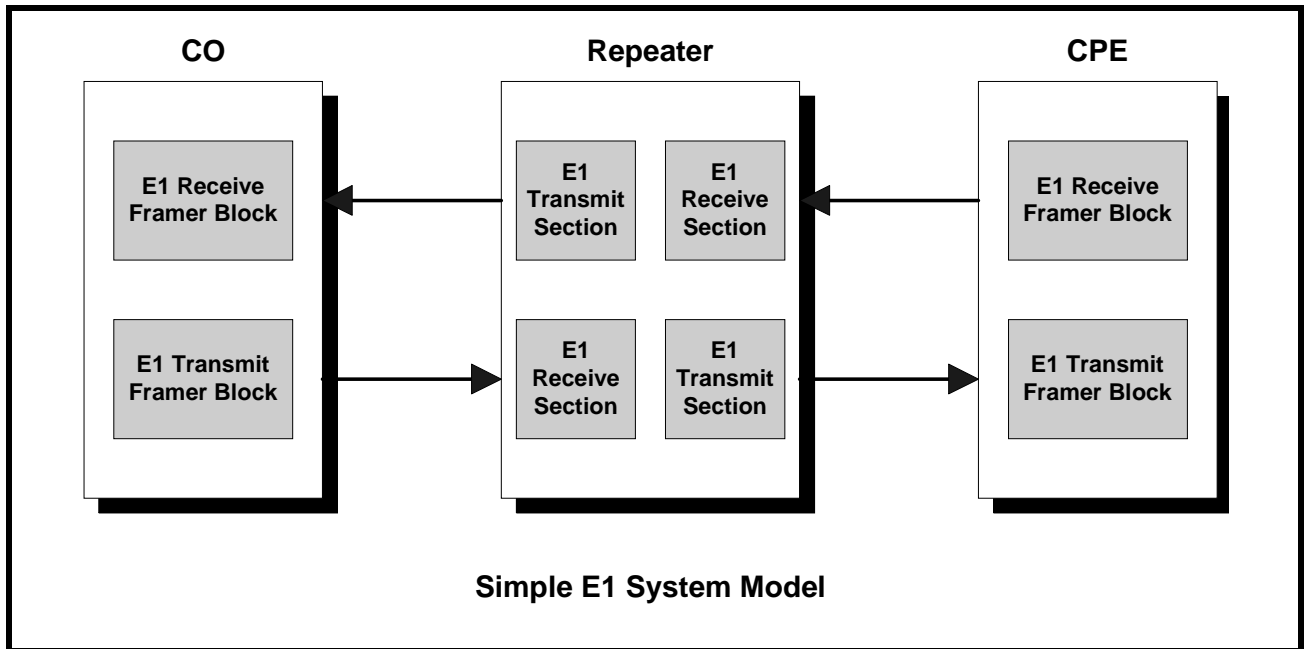 CO
Repeater
CPE
E1 Receive
Framer Block
E1
Transmit
Section
E1
Receive
Section
E1 Receive
Framer Block
E1 Transmit
Framer Block
E1
Receive
Section
E1
Transmit
Section
E1 Transmit
Framer Block
Simple E1 System Model